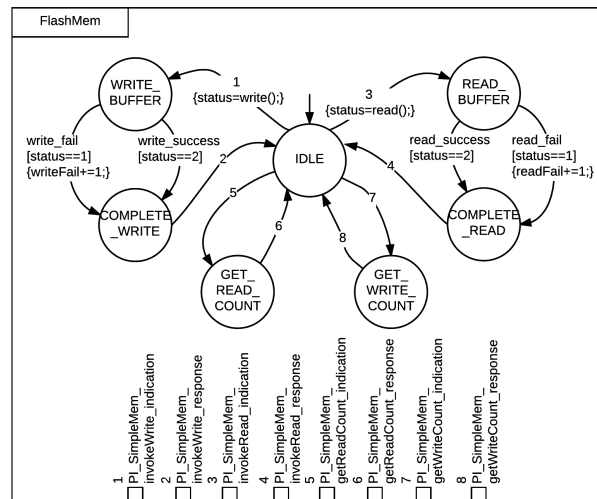 FlashMem
WRITE_
BUFFER
1
{status=write();}
3
{status=read();}
READ_
BUFFER
write_fail
[status==1]
{writeFail+=1;}
write_success
[status==2]
2
IDLE
read_success
[status==2]
read_fail
[status==1]
{readFail+=1;}
4
COMPLETE
_WRITE
5
6
7
8
COMPLETE
_READ
GET_
READ_
COUNT
GET_
WRITE_
COUNT
1
PI_SimpleMem_
invokeWrite_indication
2
PI_SimpleMem_
invokeWrite_response
3
PI_SimpleMem_
invokeRead_indication
4
PI_SimpleMem_
invokeRead_response
5
PI_SimpleMem_
getReadCount_indication
6
PI_SimpleMem_
getReadCount_response
7
PI_SimpleMem_
getWriteCount_indication
8
PI_SimpleMem_
getWriteCount_response